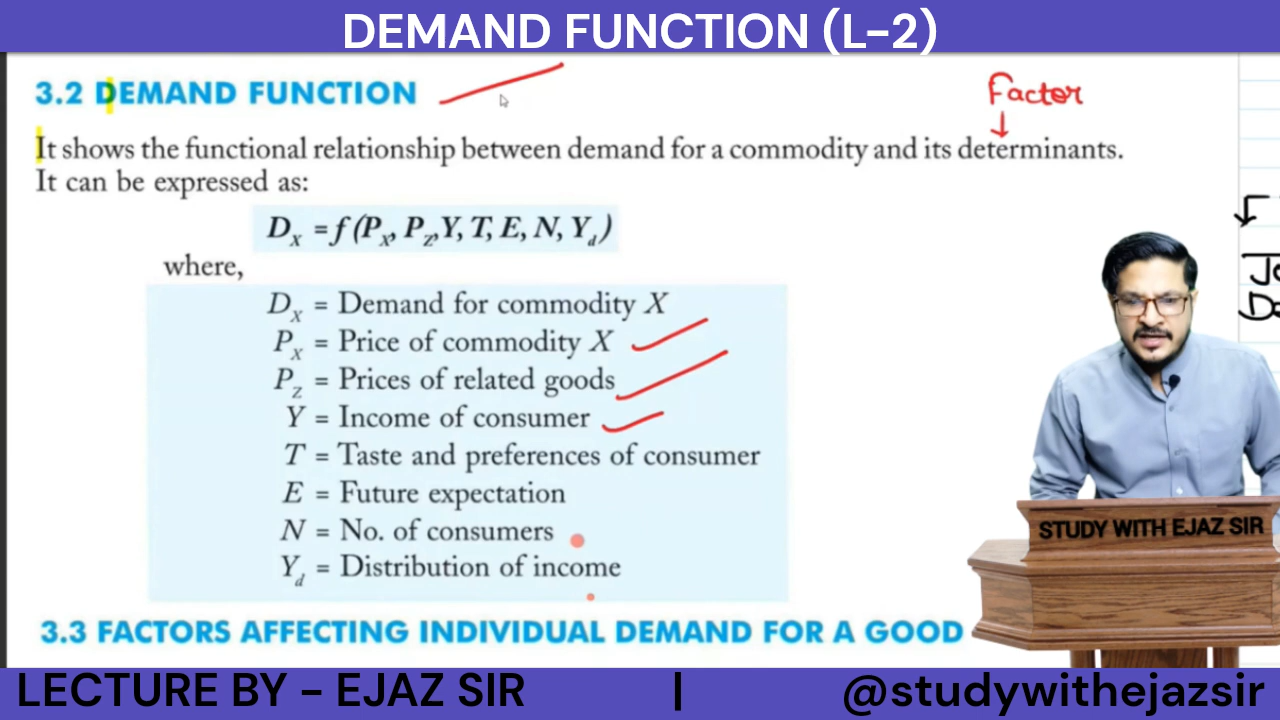 DEMAND FUNCTION (L-2)
3.2 DEMAND FUNCTION
Factor
It shows the functional relationship between demand for a commodity and its determinants.
It can be expressed as:
Dx = f (Px, Pz, Y, T, E, N, Yd)
where,
Dx = Demand for commodity X
Px = Price of commodity X
Pz = Prices of related goods
Y = Income of consumer
T = Taste and preferences of consumer
E = Future expectation
N = No. of consumers
Yd = Distribution of income
3.3 FACTORS AFFECTING INDIVIDUAL DEMAND FOR A GOOD
STUDY WITH EJAZ SIR
LECTURE BY - EJAZ SIR | @studywithejazsir